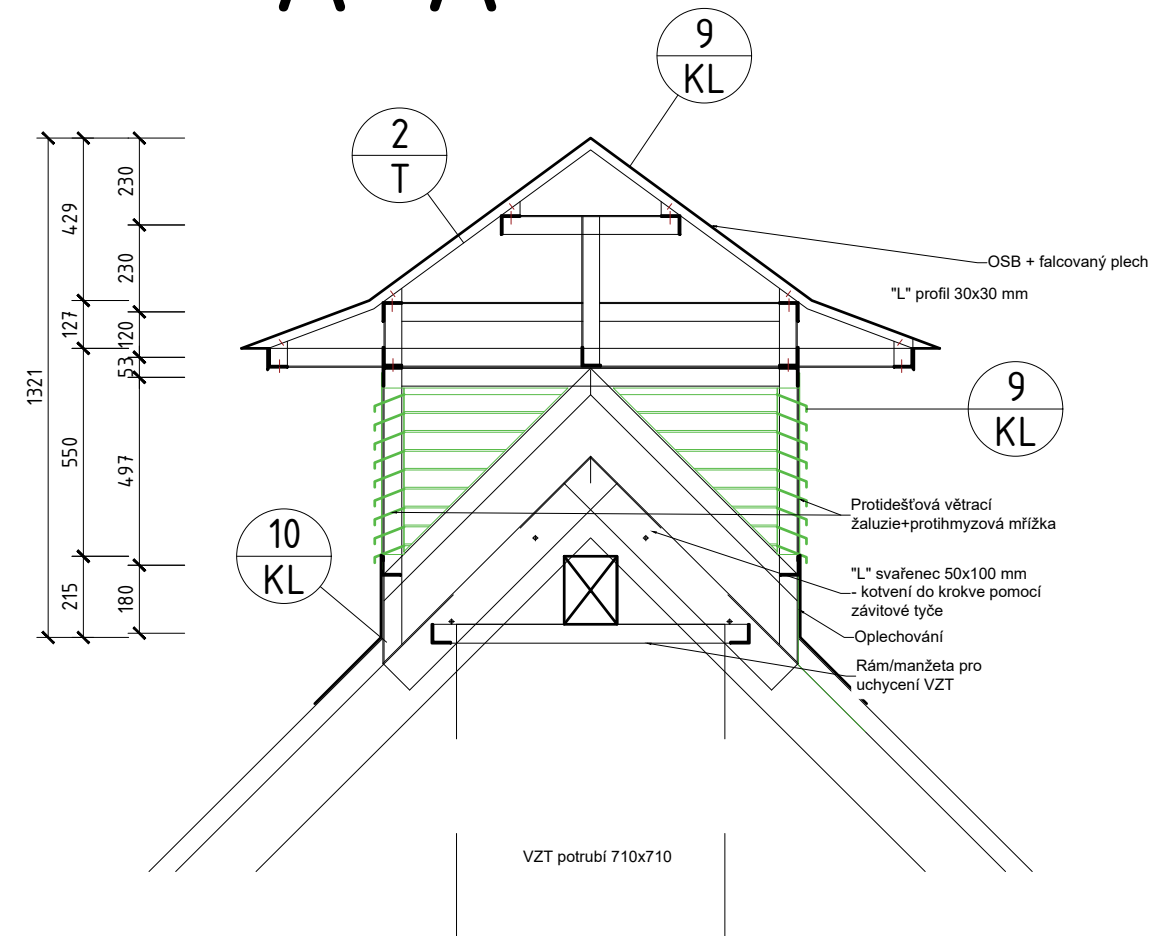 9
KL
2
T
230
429
230
127
120
53
1321
550
497
215
180
OSB + falcovaný plech
"L" profil 30x30 mm
9
KL
Protidešťová větrací
žaluzie+protihmyzová mřížka
10
KL
"L" svařenec 50x100 mm
- kotvení do krokve pomocí
závitové tyče
Oplechování
Rám/manžeta pro
uchycení VZT
VZT potrubí 710x710